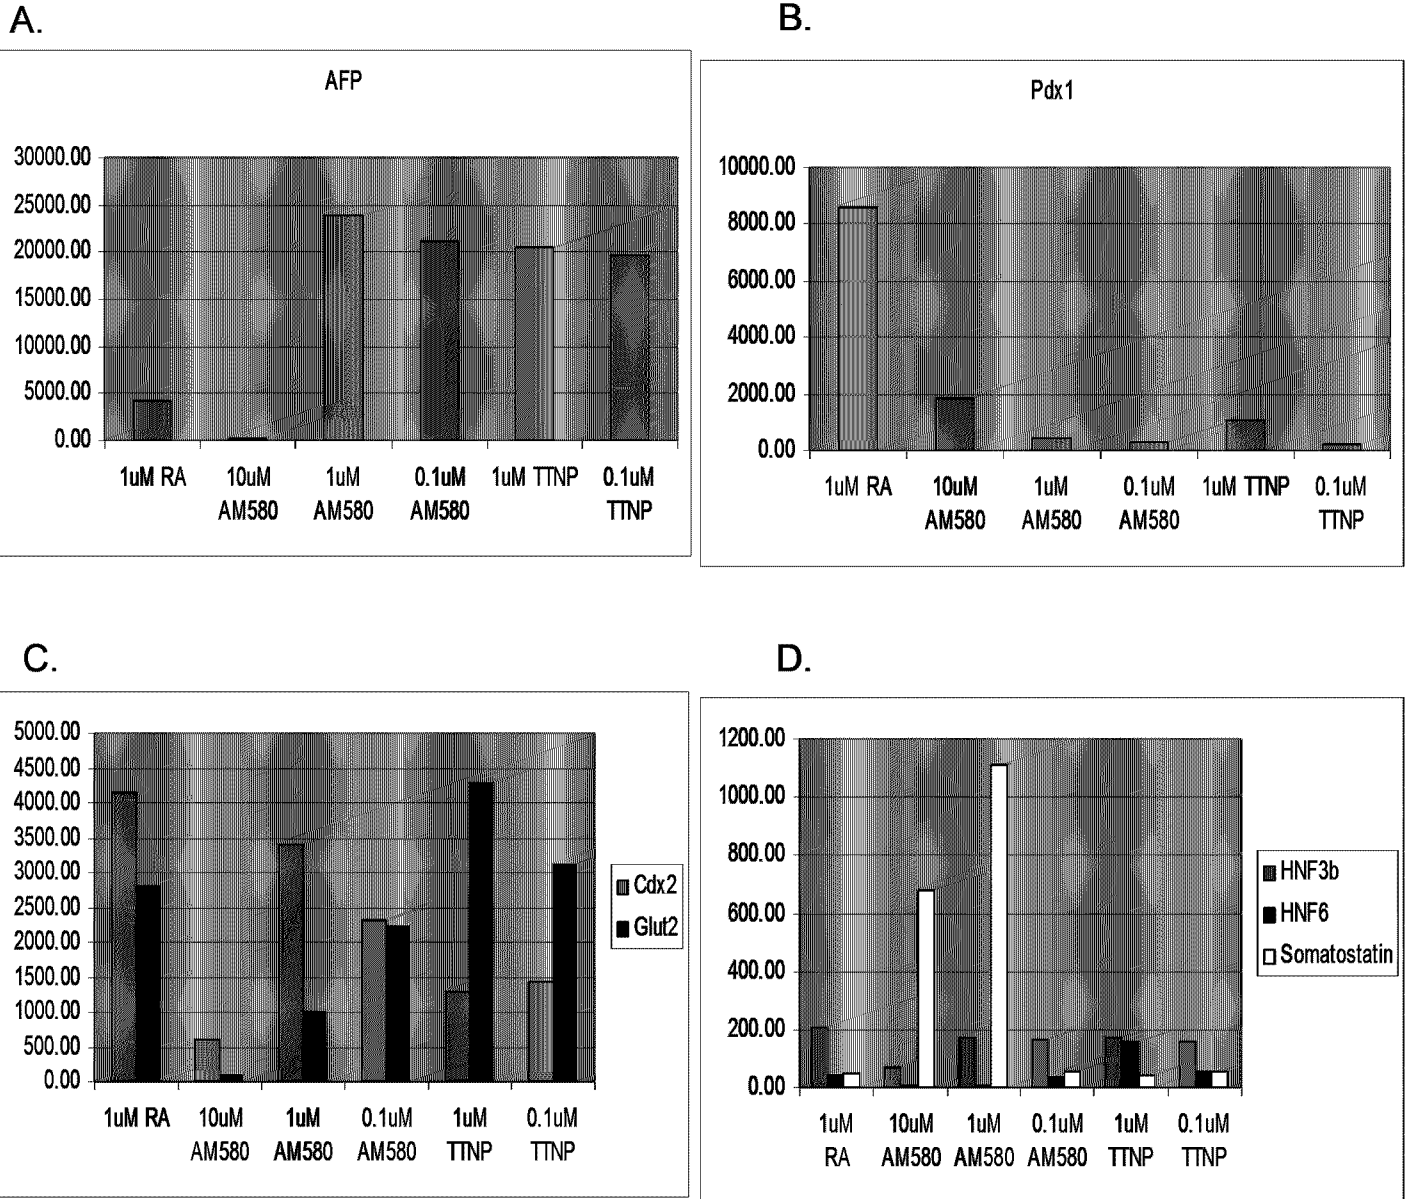 A.
AFP
30000.00
25000.00
20000.00
15000.00
10000.00
5000.00
0.00
1uM RA
10uM AM580
1uM AM580
0.1uM AM580
1uM TTNP
0.1uM TTNP
B.
Pdx1
10000.00
8000.00
6000.00
4000.00
2000.00
0.00
1uM RA
10uM AM580
1uM AM580
0.1uM AM580
1uM TTNP
0.1uM TTNP
C.
5000.00
4500.00
4000.00
3500.00
3000.00
2500.00
2000.00
1500.00
1000.00
500.00
0.00
1uM RA
10uM AM580
1uM AM580
0.1uM AM580
1uM TTNP
0.1uM TTNP
Cdx2
Glut2
D.
1200.00
1000.00
800.00
600.00
400.00
200.00
0.00
1uM RA
10uM AM580
1uM AM580
0.1uM AM580
1uM TTNP
0.1uM TTNP
HNF3b
HNF6
Somatostatin